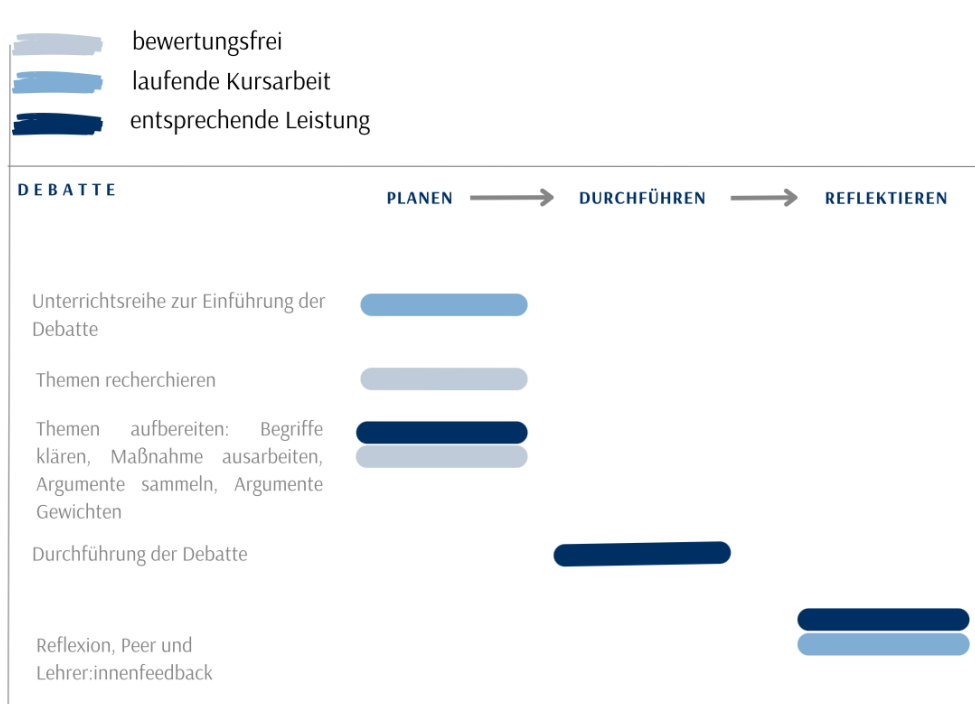 bewertungsfrei
laufende Kursarbeit
entsprechende Leistung
DEBATTE
PLANEN
DURCHFÜHREN
REFLEKTIEREN
Unterrichtsreihe zur Einführung der
Debatte
Themen recherchieren
Themen aufbereiten: Begriffe
klären, Maßnahme ausarbeiten,
Argumente sammeln, Argumente
Gewichten
Durchführung der Debatte
Reflexion, Peer und
Lehrer:innenfeedback